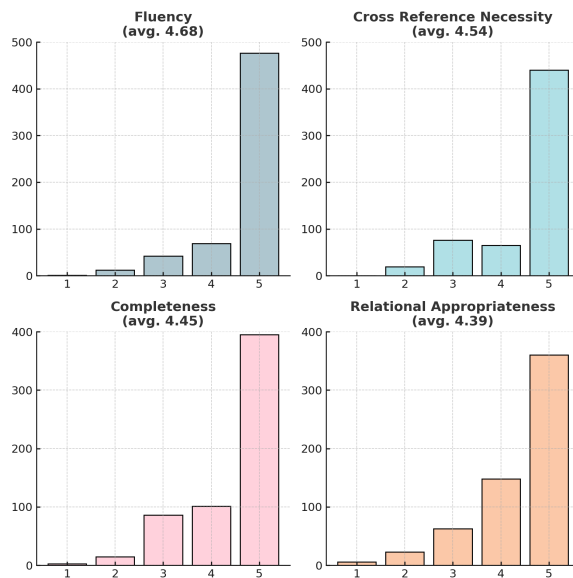 Fluency
(avg. 4.68)
500
400
300
200
100
0
1 2 3 4 5
Cross Reference Necessity
(avg. 4.54)
500
400
300
200
100
0
1 2 3 4 5
Completeness
(avg. 4.45)
400
300
200
100
0
1 2 3 4 5
Relational Appropriateness
(avg. 4.39)
400
300
200
100
0
1 2 3 4 5